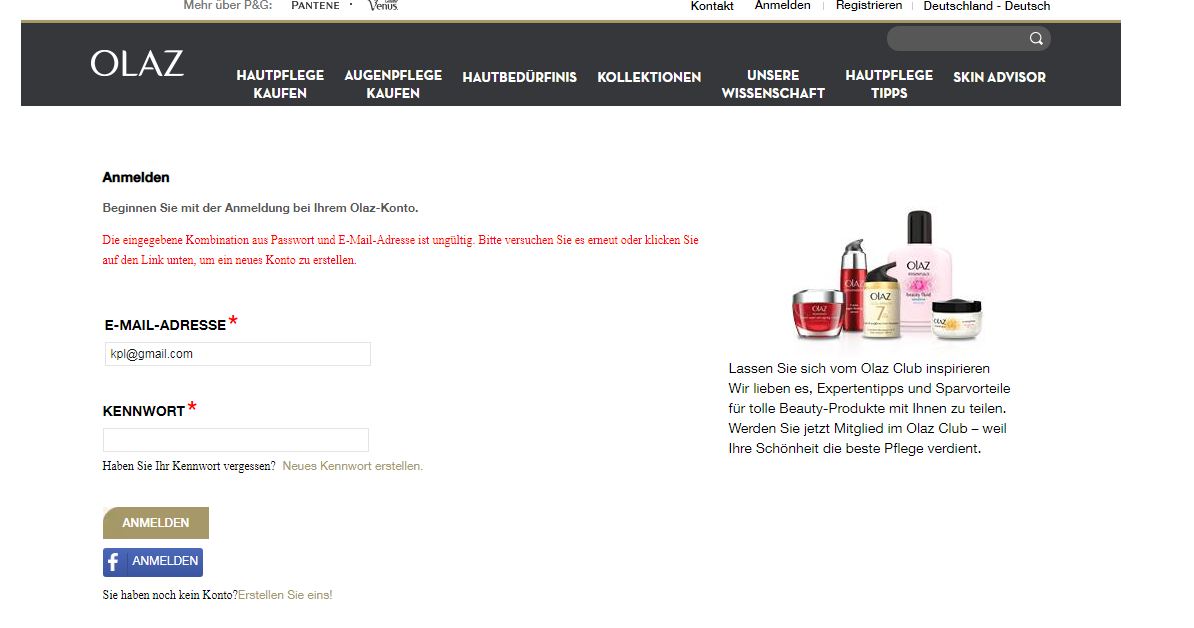 Mehr über P&G: PANTENE · Venus
Kontakt Anmelden Registrieren Deutschland - Deutsch
OLAZ
HAUTPFLEGE KAUFEN
AUGENPFLEGE KAUFEN
HAUTBEDÜRFNIS
KOLLEKTIONEN
UNSERE WISSENSCHAFT
HAUTPFLEGE TIPPS
SKIN ADVISOR
Anmelden
Beginnen Sie mit der Anmeldung bei Ihrem Olaz-Konto.
Die eingegebene Kombination aus Passwort und E-Mail-Adresse ist ungültig. Bitte versuchen Sie es erneut oder klicken Sie
auf den Link unten, um ein neues Konto zu erstellen.
E-MAIL-ADRESSE*
kpl@gmail.com
KENNWORT*
Haben Sie Ihr Kennwort vergessen? Neues Kennwort erstellen.
ANMELDEN
f ANMELDEN
Sie haben noch kein Konto?Erstellen Sie eins!
OLAZ
OLAZ
OLAZ
7
OLAZ
ESSENTIALS
beauty fluid
OLAZ
Lassen Sie sich vom Olaz Club inspirieren
Wir lieben es, Expertentipps und Sparvorteile
für tolle Beauty-Produkte mit Ihnen zu teilen.
Werden Sie jetzt Mitglied im Olaz Club – weil
Ihre Schönheit die beste Pflege verdient.